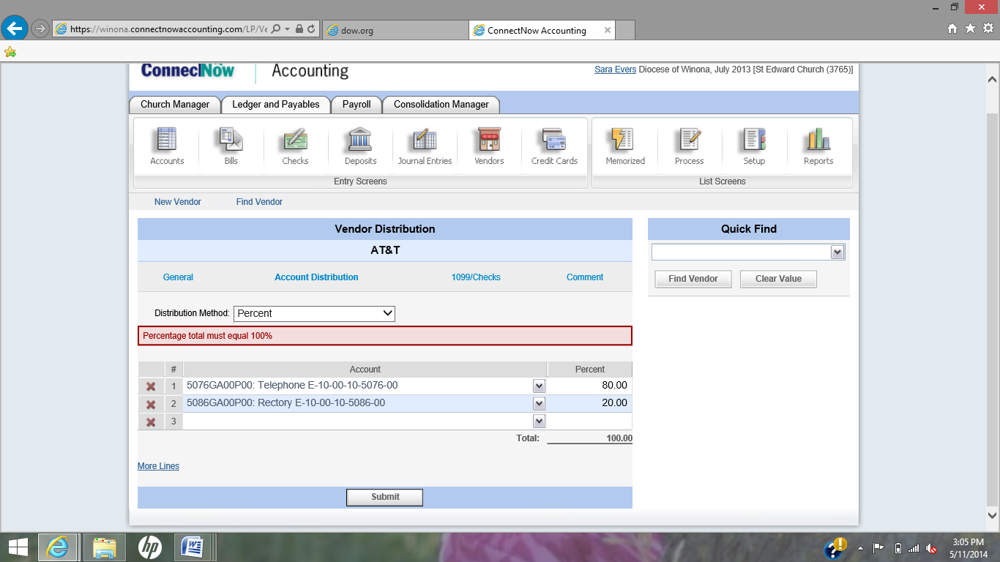 https://winona.connectnowaccounting.com/LP/Ve
dow.org
ConnectNow Accounting
ConnectNow Accounting
Sara Evers Diocese of Winona, July 2013 [St Edward Church (3765)]
Church Manager Ledger and Payables Payroll Consolidation Manager
Accounts Bills Checks Deposits Journal Entries Vendors Credit Cards Memorized Process Setup Reports
Entry Screens List Screens
New Vendor Find Vendor
Vendor Distribution
AT&T
General Account Distribution 1099/Checks Comment
Distribution Method: Percent
Percentage total must equal 100%
# Account Percent
1 5076GA00P00: Telephone E-10-00-10-5076-00 80.00
2 5086GA00P00: Rectory E-10-00-10-5086-00 20.00
3
Total: 100.00
More Lines
Submit
Quick Find
Find Vendor Clear Value
hp
3:05 PM
5/11/2014